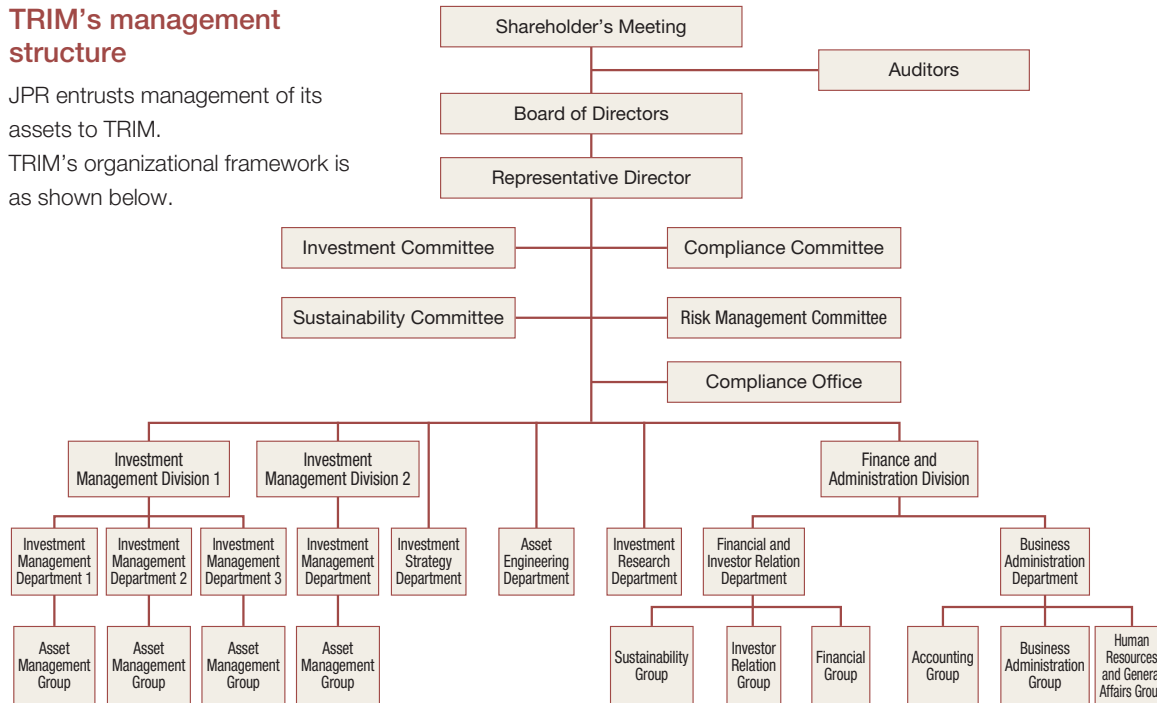 TRIM’s management
structure
JPR entrusts management of its
assets to TRIM.
TRIM’s organizational framework is
as shown below.
Shareholder’s Meeting
Auditors
Board of Directors
Representative Director
Investment Committee
Compliance Committee
Sustainability Committee
Risk Management Committee
Compliance Office
Investment
Management Division 1
Investment
Management Division 2
Finance and
Administration Division
Investment
Management
Department 1
Investment
Management
Department 2
Investment
Management
Department 3
Investment
Management
Department
Investment
Strategy
Department
Asset
Engineering
Department
Investment
Research
Department
Financial and
Investor Relation
Department
Business
Administration
Department
Asset
Management
Group
Asset
Management
Group
Asset
Management
Group
Asset
Management
Group
Sustainability
Group
Investor
Relation
Group
Financial
Group
Accounting
Group
Business
Administration
Group
Human
Resources
and General
Affairs Group